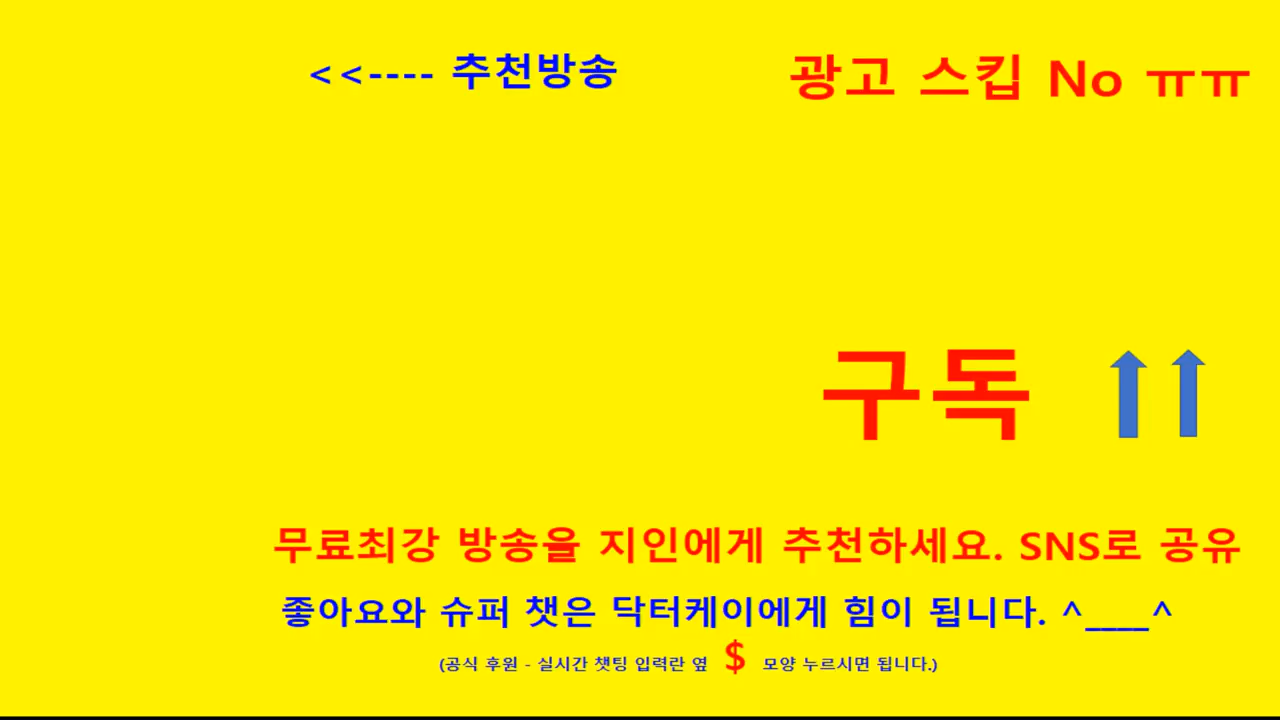 <<---- 추천방송
광고 스킵 No ㅠㅠ
구독
무료최강 방송을 지인에게 추천하세요. SNS로 공유
좋아요와 슈퍼 챗은 닥터케이에게 힘이 됩니다. ^____^
(공식 후원 - 실시간 챗팅 입력란 옆 $ 모양 누르시면 됩니다.)